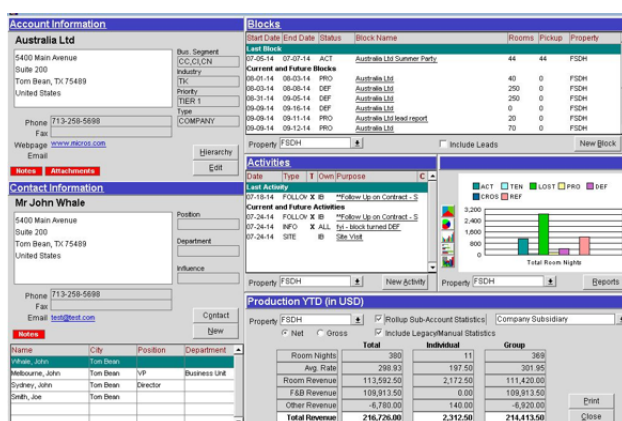 Account Information
Australia Ltd
5400 Main Avenue
Suite 200
Tom Bean, TX 75489
United States
Bus. Segment
CC,CI,CN
Industry
TK
Priority
TIER 1
Type
COMPANY
Phone 713-258-5698
Fax
Webpage www.micros.com
Email
Hierarchy
Notes Attachments Edit
Contact Information
Mr John Whale
5400 Main Avenue
Suite 200
Tom Bean, TX 75489
United States
Position
Department
Influence
Phone 713-258-5698
Fax
Email test@test.com
Contact
Notes New
Name City Position Department
Whale, John Tom Bean
Melbourne, John Tom Bean VP Business Unit
Sydney, John Tom Bean Director
Smith, Joe Tom Bean
Blocks
Start Date End Date Status Block Name Rooms Pickup Property
Last Block
07-05-14 07-07-14 ACT Australia Ltd Summer Party 44 44 FSDH
Current and Future Blocks
08-01-14 08-03-14 PRO Australia Ltd 40 0 FSDH
08-08-14 08-08-14 DEF Australia Ltd 250 0 FSDH
08-31-14 09-05-14 DEF Australia Ltd 250 0 FSDH
09-09-14 09-16-14 DEF Australia Ltd 0 0 FSDH
09-09-14 09-11-14 PRO Australia Ltd lead report 20 0 FSDH
09-09-14 09-12-14 PRO Australia Ltd 70 0 FSDH
Property FSDH Include Leads New Block
Activities
Date Type T Own Purpose C
Last Activity
07-18-14 FOLLOV X IB **Follow Up on Contract - S
Current and Future Activities
07-24-14 FOLLOV X IB **Follow Up on Contract - S
07-24-14 INFO X ALL fyi - block turned DEF
07-24-14 SITE IB Site Visit
Property FSDH New Activity
ACT TEN LOST PRO DEF
CROS REF
3,200
2,400
1,600
800
0
Total Room Nights
Property FSDH Reports
Production YTD (in USD)
Property FSDH Rollup Sub-Account Statistics Company Subsidiary
Net Gross Include Legacy/Manual Statistics
Total Individual Group
Room Nights 380 11 369
Avg. Rate 298.93 197.50 301.95
Room Revenue 113,592.50 2,172.50 111,420.00
F&B Revenue 109,913.50 0.00 109,913.50
Other Revenue -6,780.00 140.00 -6,920.00
Total Revenue 216,726.00 2,312.50 214,413.50
Print
Close